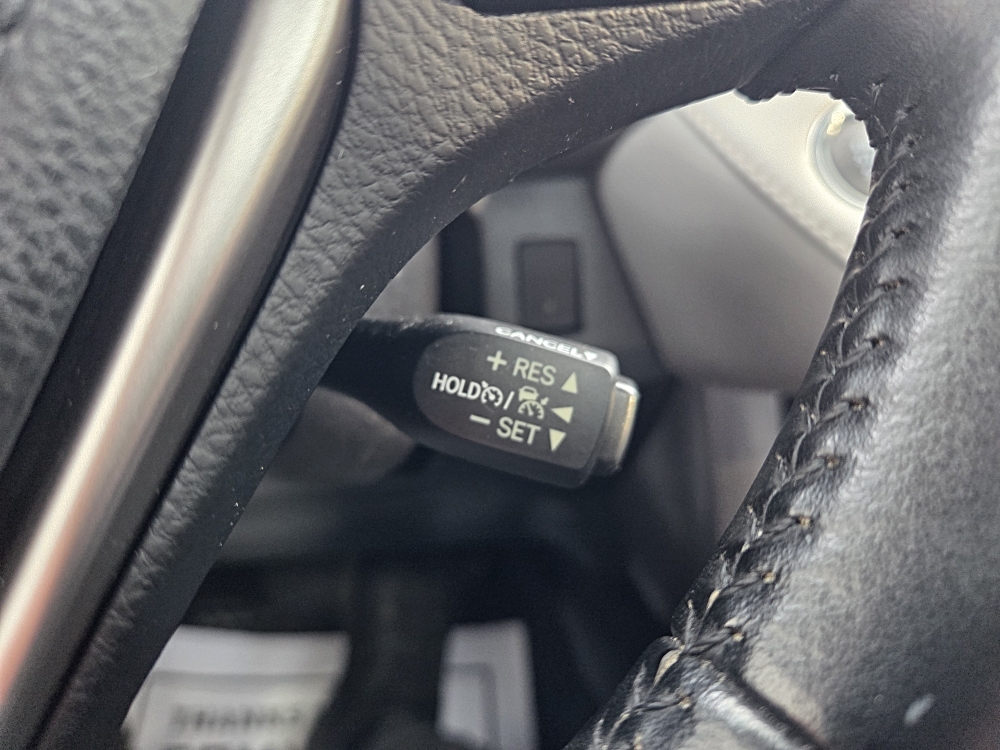 CANCEL▼
+ RES ▲
HOLD / ◀
− SET ▼